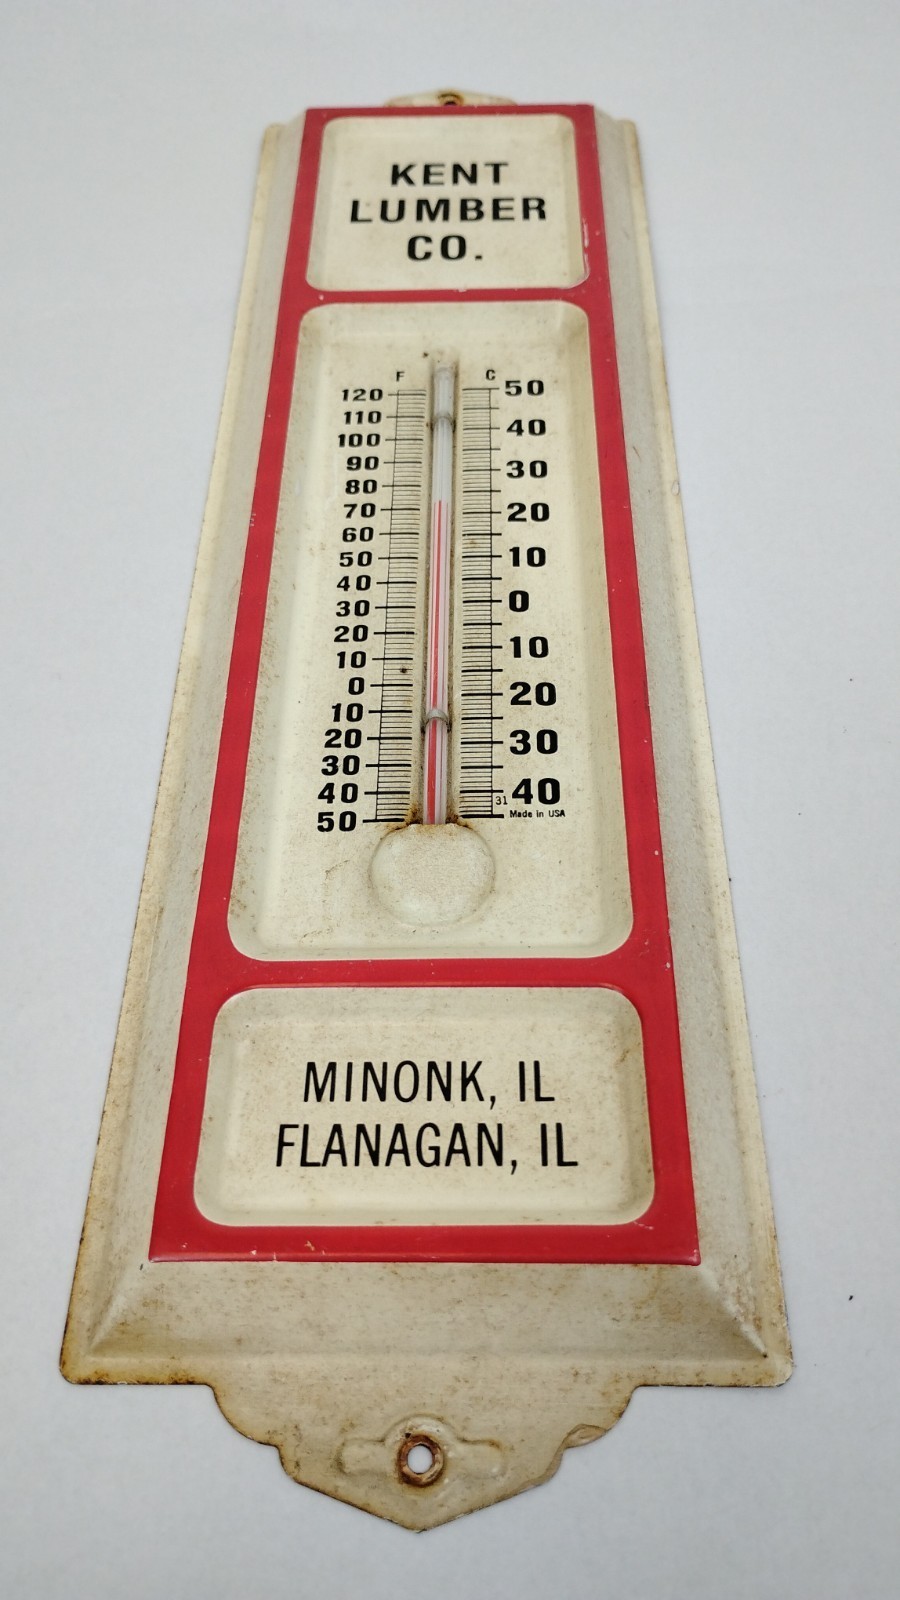 KENT
LUMBER
CO.
F C
120 50
110
100 40
90
80 30
70 20
60
50 10
40
30 0
20
10 10
0 20
10
20 30
30
40 31 40
50 Made in USA
MINONK, IL
FLANAGAN, IL